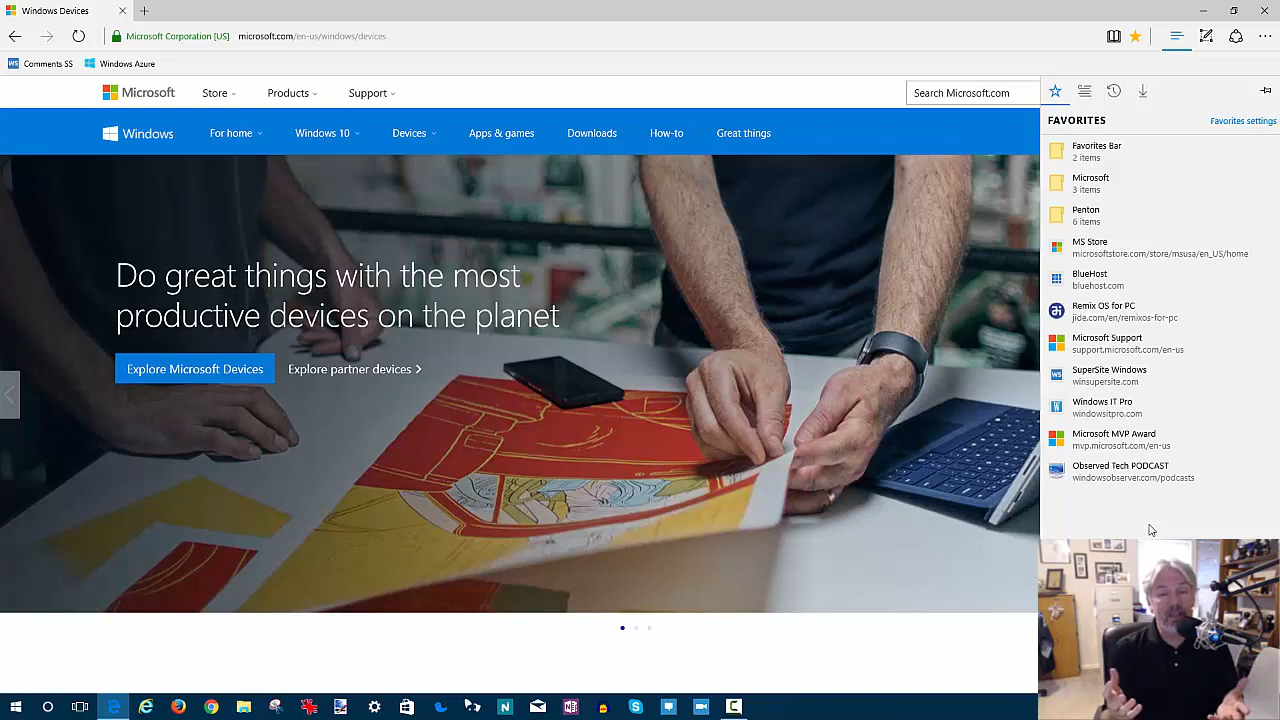 Windows Devices
Microsoft Corporation [US] microsoft.com/en-us/windows/devices
Comments SS Windows Azure
Microsoft Store Products Support Search Microsoft.com
Windows For home Windows 10 Devices Apps & games Downloads How-to Great things
Do great things with the most
productive devices on the planet
Explore Microsoft Devices Explore partner devices
FAVORITES Favorites settings
Favorites Bar
2 items
Microsoft
3 items
Penton
6 items
MS Store
microsoftstore.com/store/msusa/en_US/home
BlueHost
bluehost.com
Remix OS for PC
jide.com/en/remixos-for-pc
Microsoft Support
support.microsoft.com/en-us
SuperSite Windows
winsupersite.com
Windows IT Pro
windowsitpro.com
Microsoft MVP Award
mvp.microsoft.com/en-us
Observed Tech PODCAST
windowsobserver.com/podcasts